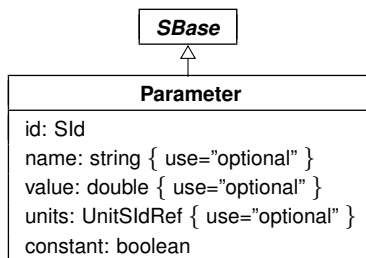 SBase
Parameter
id: SId
name: string { use="optional" }
value: double { use="optional" }
units: UnitSIdRef { use="optional" }
constant: boolean